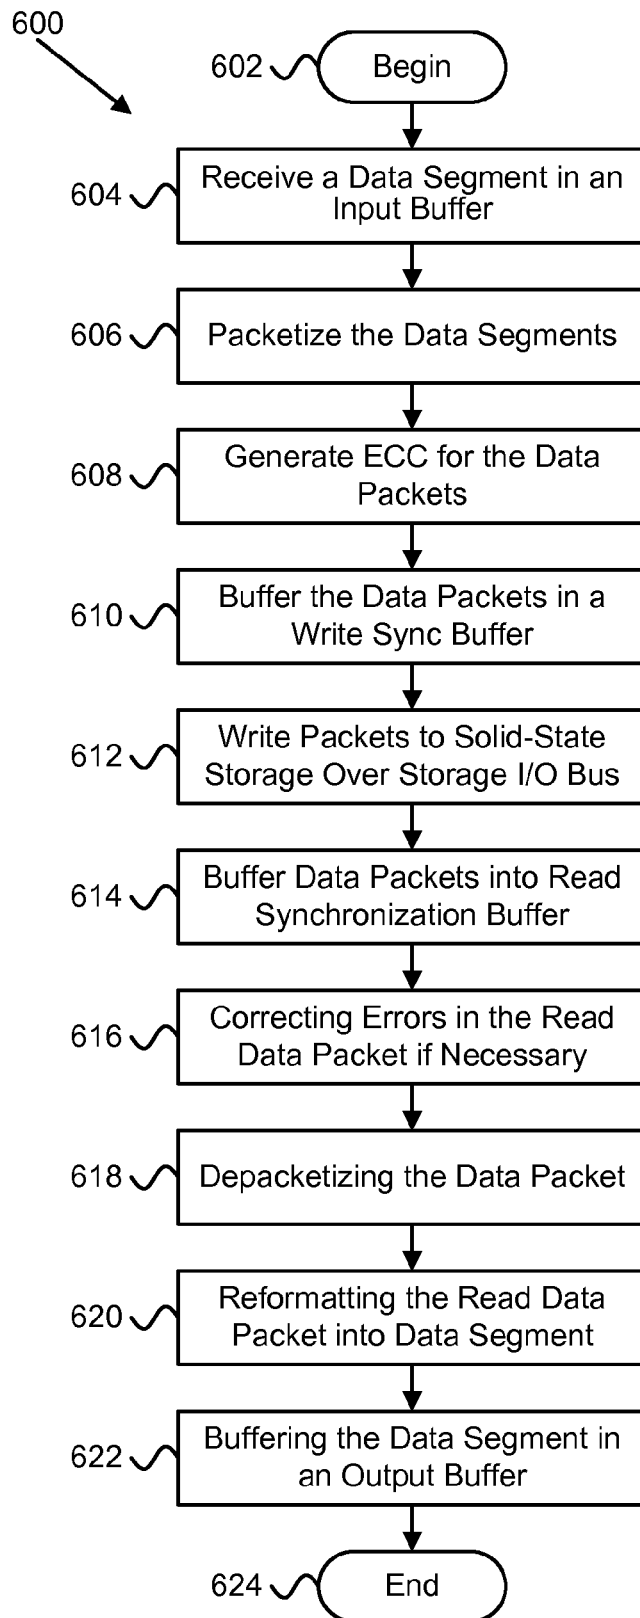 600
602
Begin
604
Receive a Data Segment in an
Input Buffer
606
Packetize the Data Segments
608
Generate ECC for the Data
Packets
610
Buffer the Data Packets in a
Write Sync Buffer
612
Write Packets to Solid-State
Storage Over Storage I/O Bus
614
Buffer Data Packets into Read
Synchronization Buffer
616
Correcting Errors in the Read
Data Packet if Necessary
618
Depacketizing the Data Packet
620
Reformatting the Read Data
Packet into Data Segment
622
Buffering the Data Segment in
an Output Buffer
624
End